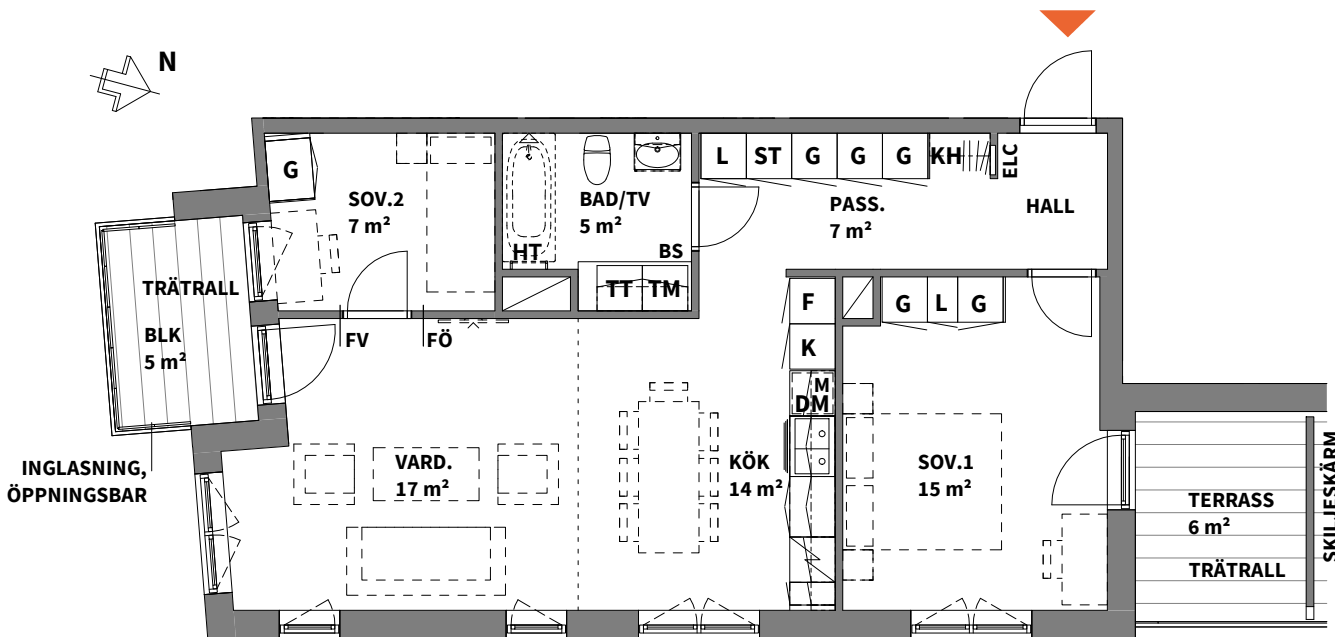 N
G
SOV.2
7 m²
HT
BAD/TV
5 m²
BS
TT
TM
L
ST
G
G
G
KH
ELC
PASS.
7 m²
HALL
TRÄTRALL
BLK
5 m²
FV
FÖ
F
K
M
DM
G
L
G
INGLASNING,
ÖPPNINGSBAR
VARD.
17 m²
KÖK
14 m²
SOV.1
15 m²
TERRASS
6 m²
TRÄTRALL
SKILJESKÄRM